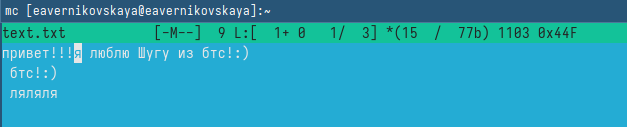 mc [eavernikovskaya@eavernikovskaya]:~
text.txt [-M--] 9 L:[ 1+ 0 1/ 3] *(15 / 77b) 1103 0x44F
привет!!!я люблю Шугу из бтс!:)
бтс!:)
ляляля